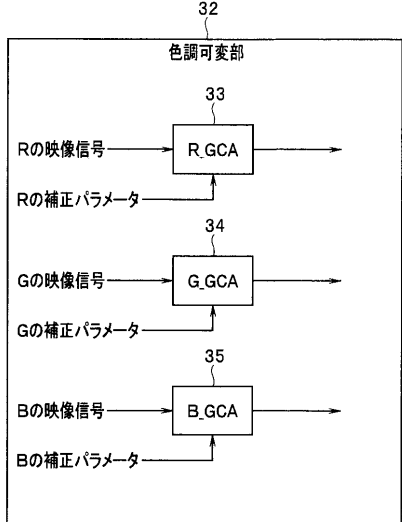 32
色調可変部
33
Rの映像信号
R_GCA
Rの補正パラメータ
34
Gの映像信号
G_GCA
Gの補正パラメータ
35
Bの映像信号
B_GCA
Bの補正パラメータ